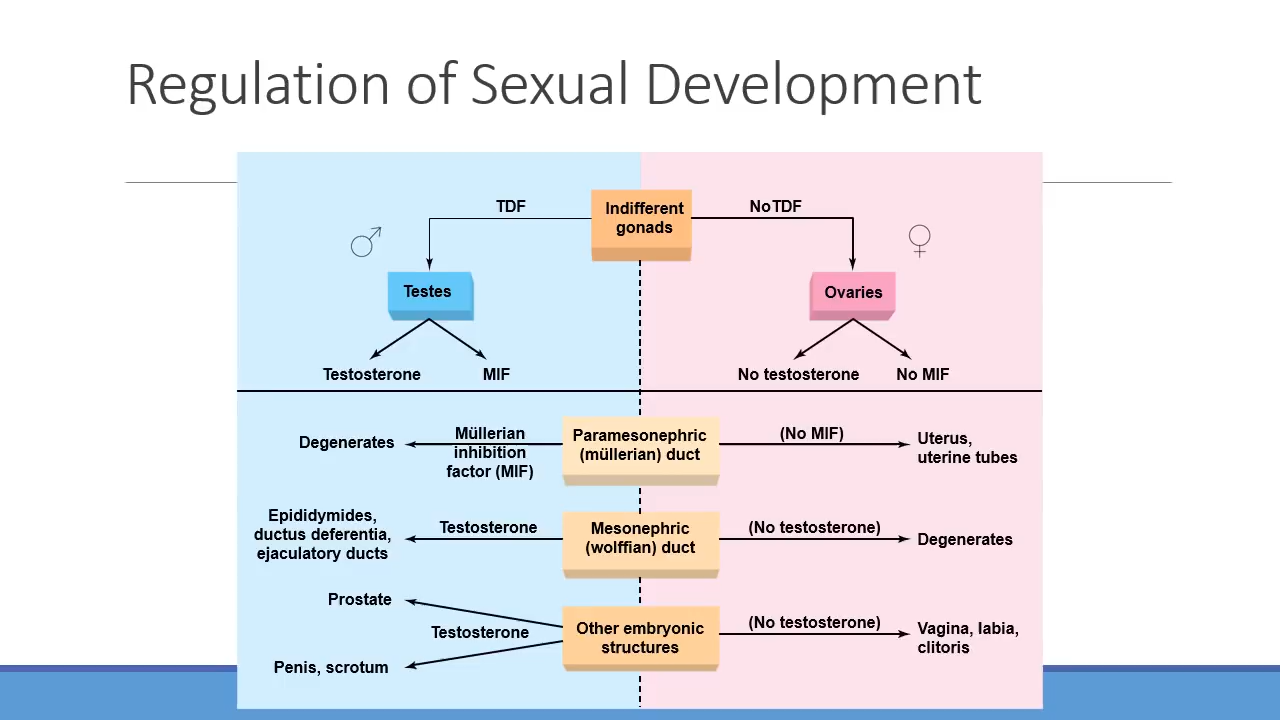 Regulation of Sexual Development
TDF
Indifferent
gonads
No TDF
Testes
Ovaries
Testosterone
MIF
No testosterone
No MIF
Degenerates
Müllerian
inhibition
factor (MIF)
Paramesonephric
(müllerian) duct
(No MIF)
Uterus,
uterine tubes
Epididymides,
ductus deferentia,
ejaculatory ducts
Testosterone
Mesonephric
(wolffian) duct
(No testosterone)
Degenerates
Prostate
Testosterone
Penis, scrotum
Other embryonic
structures
(No testosterone)
Vagina, labia,
clitoris